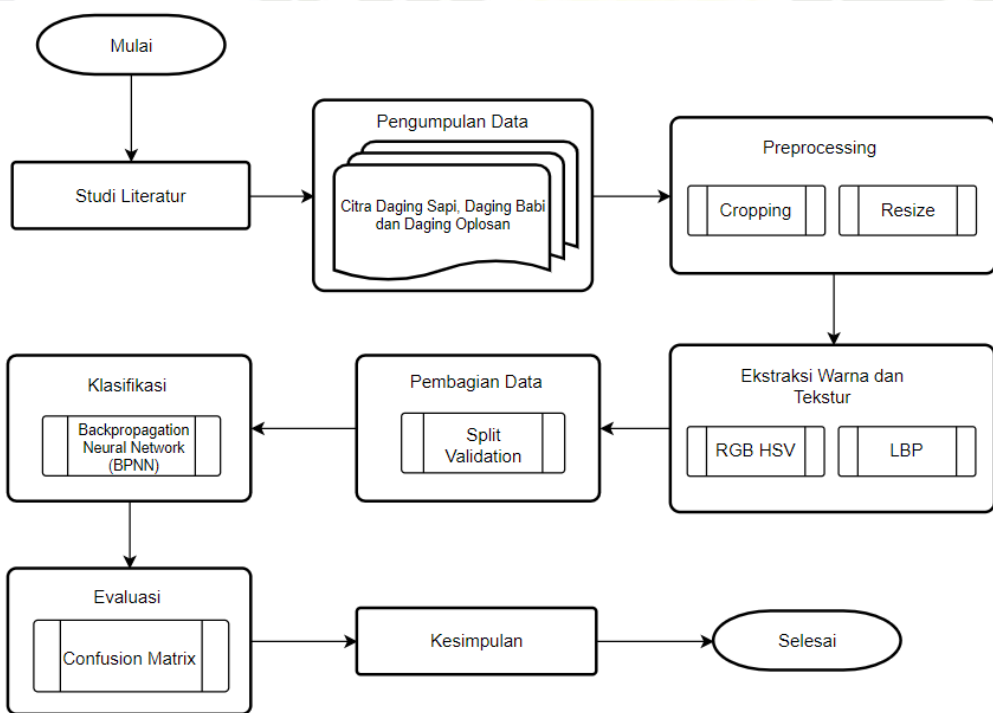 Mulai
Studi Literatur
Pengumpulan Data
Citra Daging Sapi, Daging Babi
dan Daging Oplosan
Preprocessing
Cropping
Resize
Ekstraksi Warna dan
Tekstur
RGB HSV
LBP
Pembagian Data
Split
Validation
Klasifikasi
Backpropagation
Neural Network
(BPNN)
Evaluasi
Confusion Matrix
Kesimpulan
Selesai